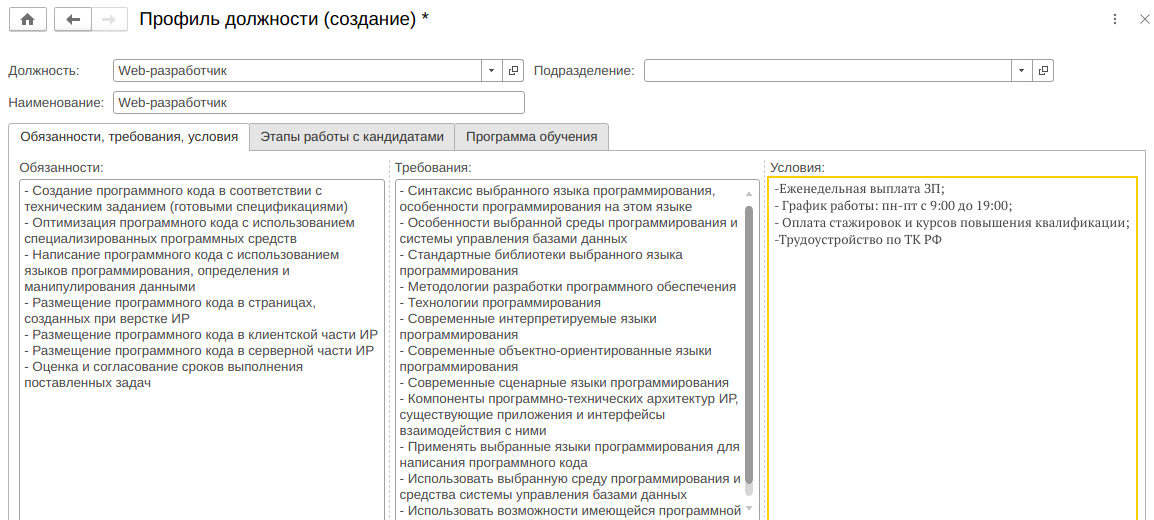 Профиль должности (создание) *
Должность: Web-разработчик Подразделение:
Наименование: Web-разработчик
Обязанности, требования, условия Этапы работы с кандидатами Программа обучения
Обязанности:
- Создание программного кода в соответствии с
техническим заданием (готовыми спецификациями)
- Оптимизация программного кода с использованием
специализированных программных средств
- Написание программного кода с использованием
языков программирования, определения и
манипулирования данными
- Размещение программного кода в страницах,
созданных при верстке ИР
- Размещение программного кода в клиентской части ИР
- Размещение программного кода в серверной части ИР
- Оценка и согласование сроков выполнения
поставленных задач
Требования:
- Синтаксис выбранного языка программирования,
особенности программирования на этом языке
- Особенности выбранной среды программирования и
системы управления базами данных
- Стандартные библиотеки выбранного языка
программирования
- Методологии разработки программного обеспечения
- Технологии программирования
- Современные интерпретируемые языки
программирования
- Современные объектно-ориентированные языки
программирования
- Современные сценарные языки программирования
- Компоненты программно-технических архитектур ИР,
существующие приложения и интерфейсы
взаимодействия с ними
- Применять выбранные языки программирования для
написания программного кода
- Использовать выбранную среду программирования и
средства системы управления базами данных
- Использовать возможности имеющейся программной
Условия:
-Еженедельная выплата ЗП;
- График работы: пн-пт с 9:00 до 19:00;
- Оплата стажировок и курсов повышения квалификации;
-Трудоустройство по ТК РФ